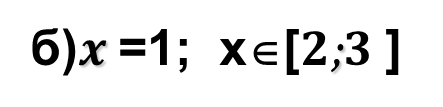 б)x =1; x∈[2;3 ]